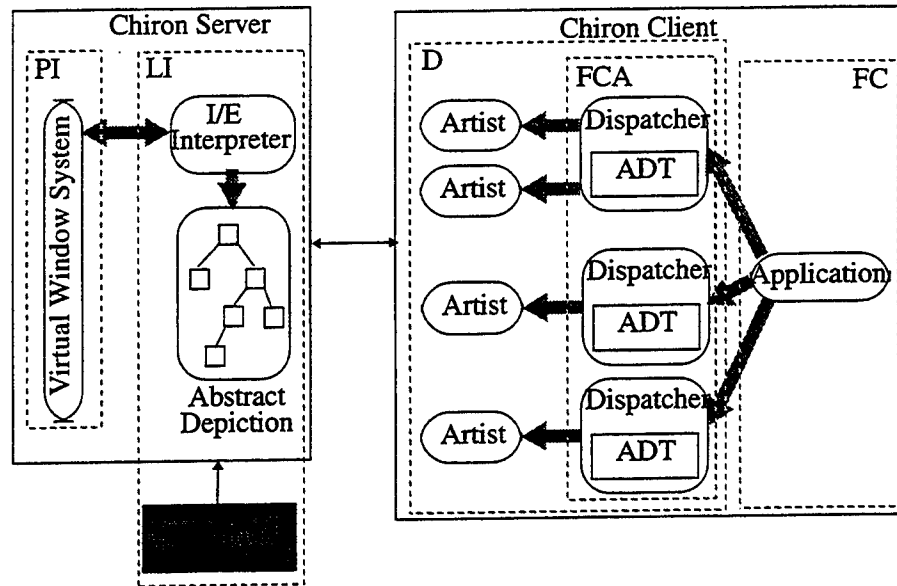 Chiron Server
PI
LI
Virtual Window System
I/E
Interpreter
Abstract
Depiction
Chiron Client
D
FCA
FC
Artist
Dispatcher
ADT
Artist
Artist
Dispatcher
ADT
Application
Artist
Dispatcher
ADT